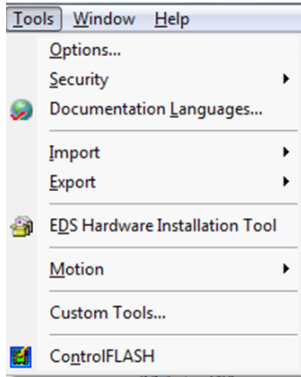 Tools Window Help
Options...
Security
Documentation Languages...
Import
Export
EDS Hardware Installation Tool
Motion
Custom Tools...
ControlFLASH